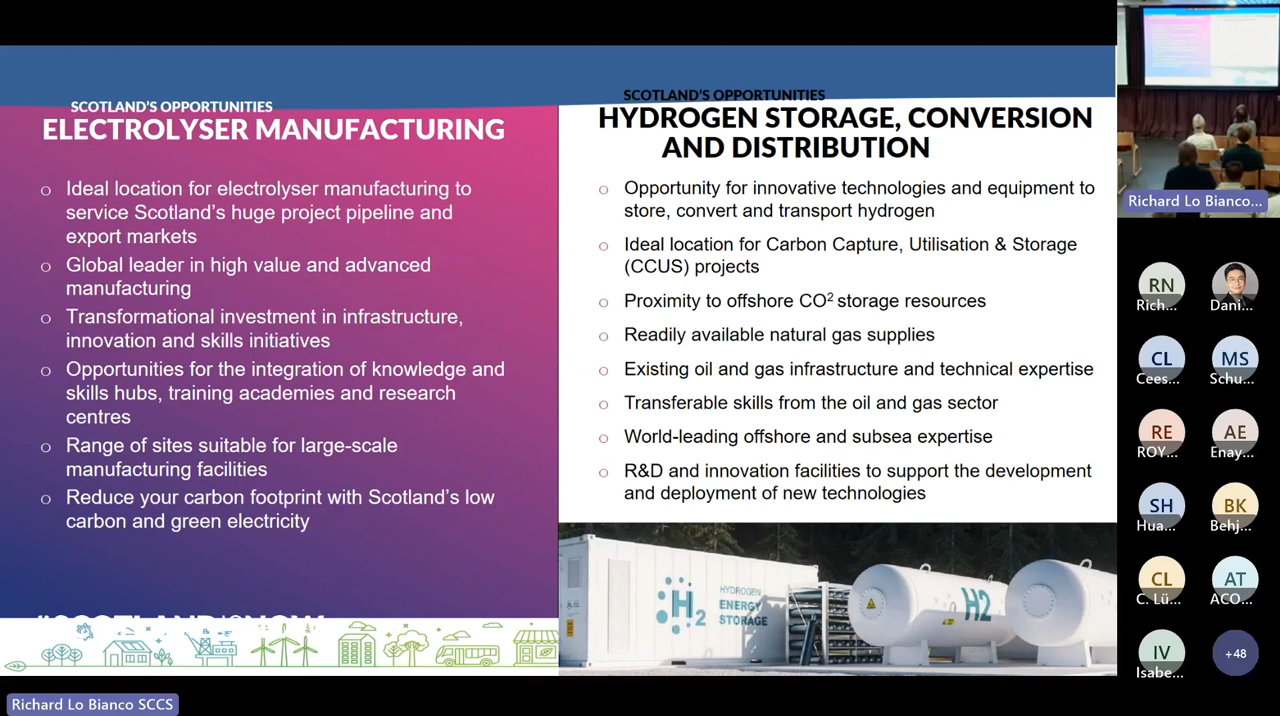 SCOTLAND'S OPPORTUNITIES
ELECTROLYSER MANUFACTURING
o Ideal location for electrolyser manufacturing to
service Scotland's huge project pipeline and
export markets
o Global leader in high value and advanced
manufacturing
o Transformational investment in infrastructure,
innovation and skills initiatives
o Opportunities for the integration of knowledge and
skills hubs, training academies and research
centres
o Range of sites suitable for large-scale
manufacturing facilities
o Reduce your carbon footprint with Scotland's low
carbon and green electricity
SCOTLAND'S OPPORTUNITIES
HYDROGEN STORAGE, CONVERSION
AND DISTRIBUTION
o Opportunity for innovative technologies and equipment to
store, convert and transport hydrogen
o Ideal location for Carbon Capture, Utilisation & Storage
(CCUS) projects
o Proximity to offshore CO² storage resources
o Readily available natural gas supplies
o Existing oil and gas infrastructure and technical expertise
o Transferable skills from the oil and gas sector
o World-leading offshore and subsea expertise
o R&D and innovation facilities to support the development
and deployment of new technologies
H2
HYDROGEN
ENERGY
STORAGE
H2
Richard Lo Bianco SCCS
Richard Lo Bianco...
RN
Rich...
Dani...
CL
Cees...
MS
Schu...
RE
ROY...
AE
Enay...
SH
Hua...
BK
Behj...
CL
C. Lü...
AT
ACO...
IV
Isabe...
+48